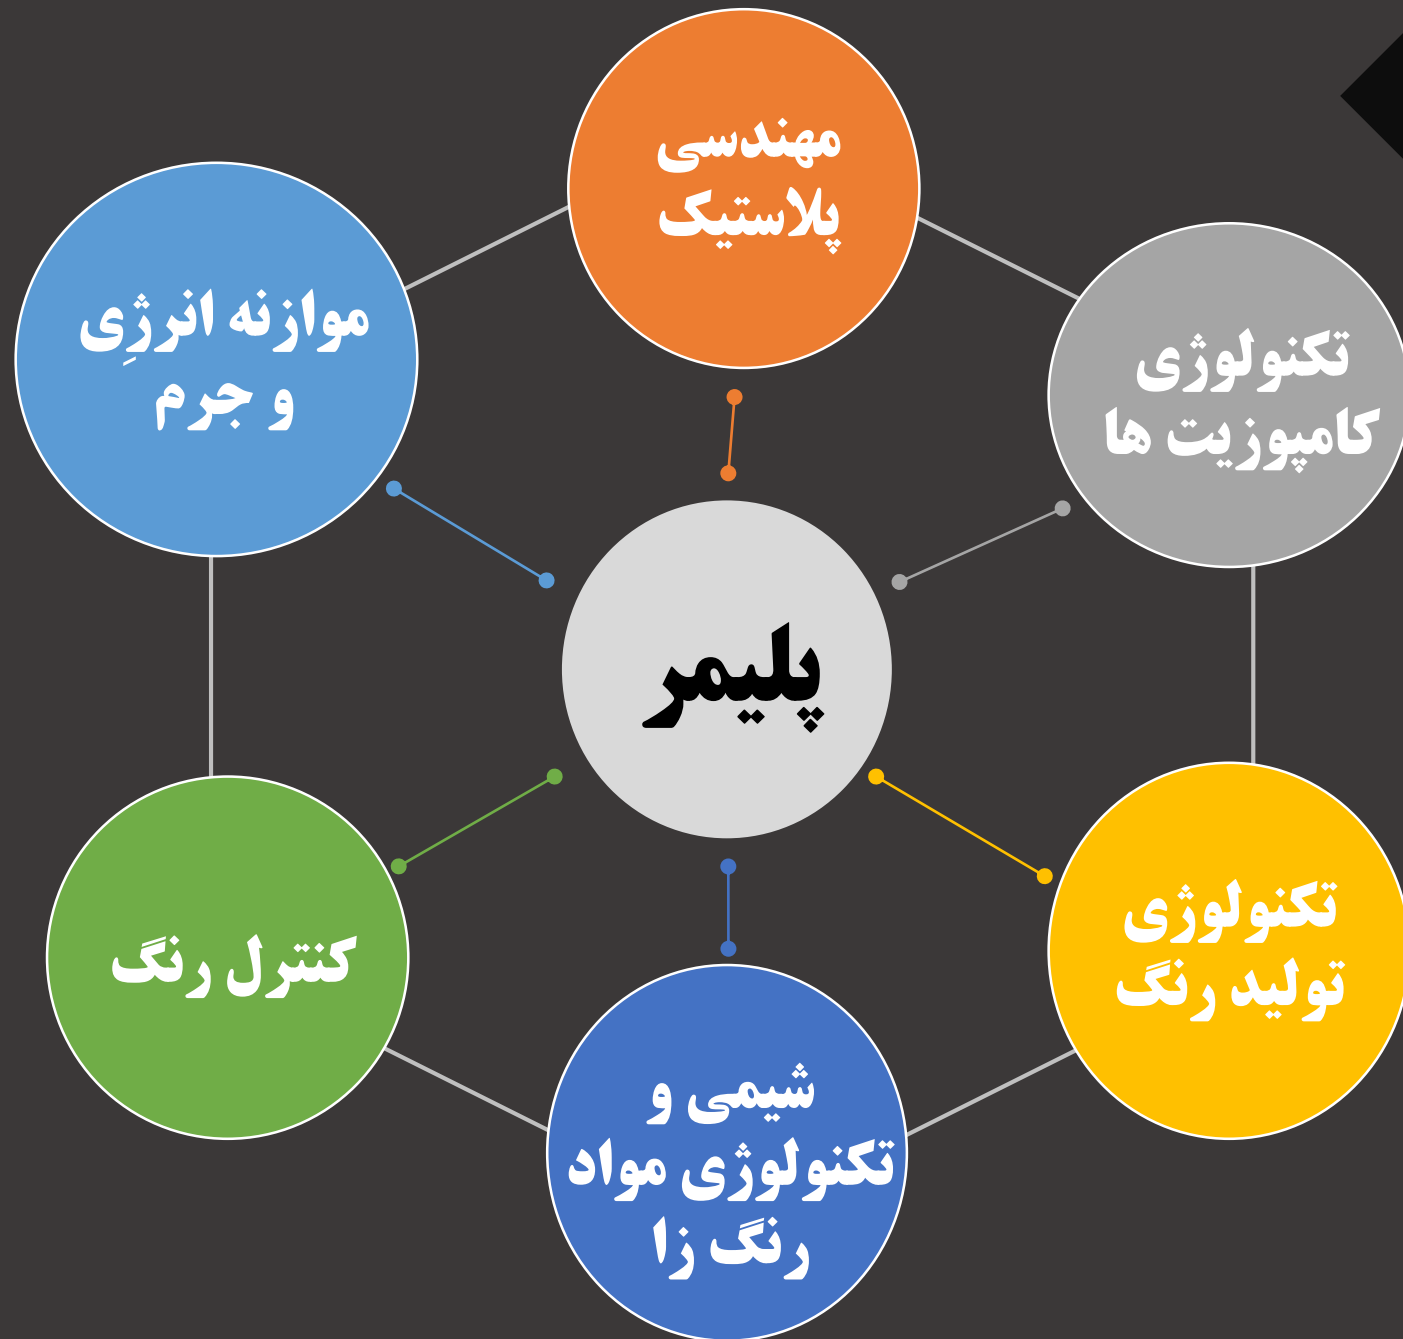 مهندسی
پلاستیک
تکنولوژی
کامپوزیت ها
موازنه انرژِی
و جرم
پلیمر
تکنولوژی
تولید رنگ
کنترل رنگ
شیمی و
تکنولوژی مواد
رنگ زا